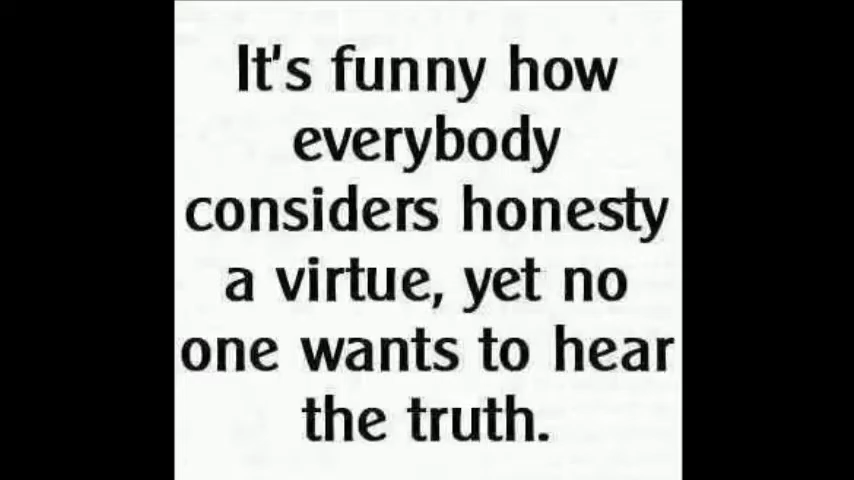 It's funny how
everybody
considers honesty
a virtue, yet no
one wants to hear
the truth.